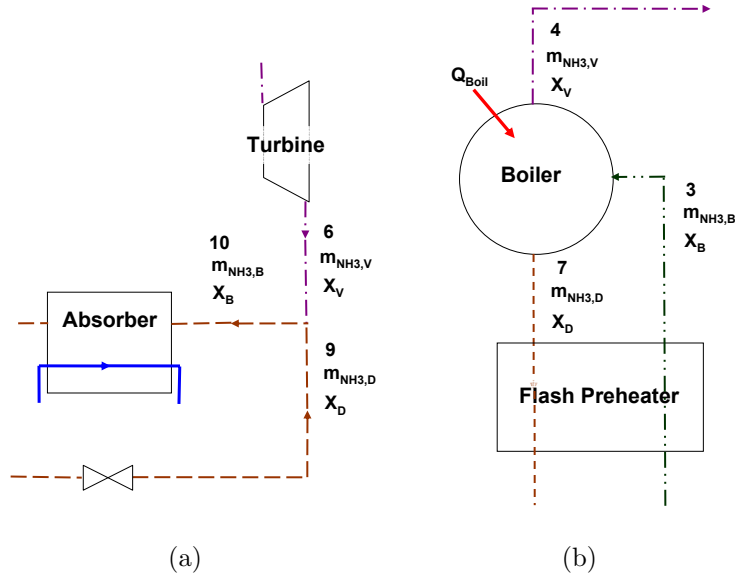 Turbine
10
m_NH3,B
X_B
6
m_NH3,V
X_V
Absorber
9
m_NH3,D
X_D
(a)
4
m_NH3,V
X_V
Q_Boil
Boiler
3
m_NH3,B
X_B
7
m_NH3,D
X_D
Flash Preheater
(b)